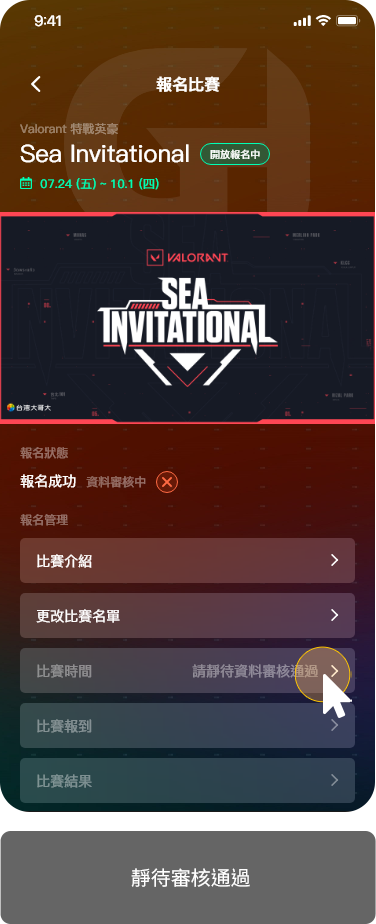 9:41
報名比賽
Valorant 特戰英豪
Sea Invitational 開放報名中
07.24 (五) ~ 10.1 (四)
VALORANT
SEA
INVITATIONAL
台灣大哥大
報名狀態
報名成功 資料審核中
報名管理
比賽介紹
更改比賽名單
比賽時間 請靜待資料審核通過
比賽報到
比賽結果
靜待審核通過